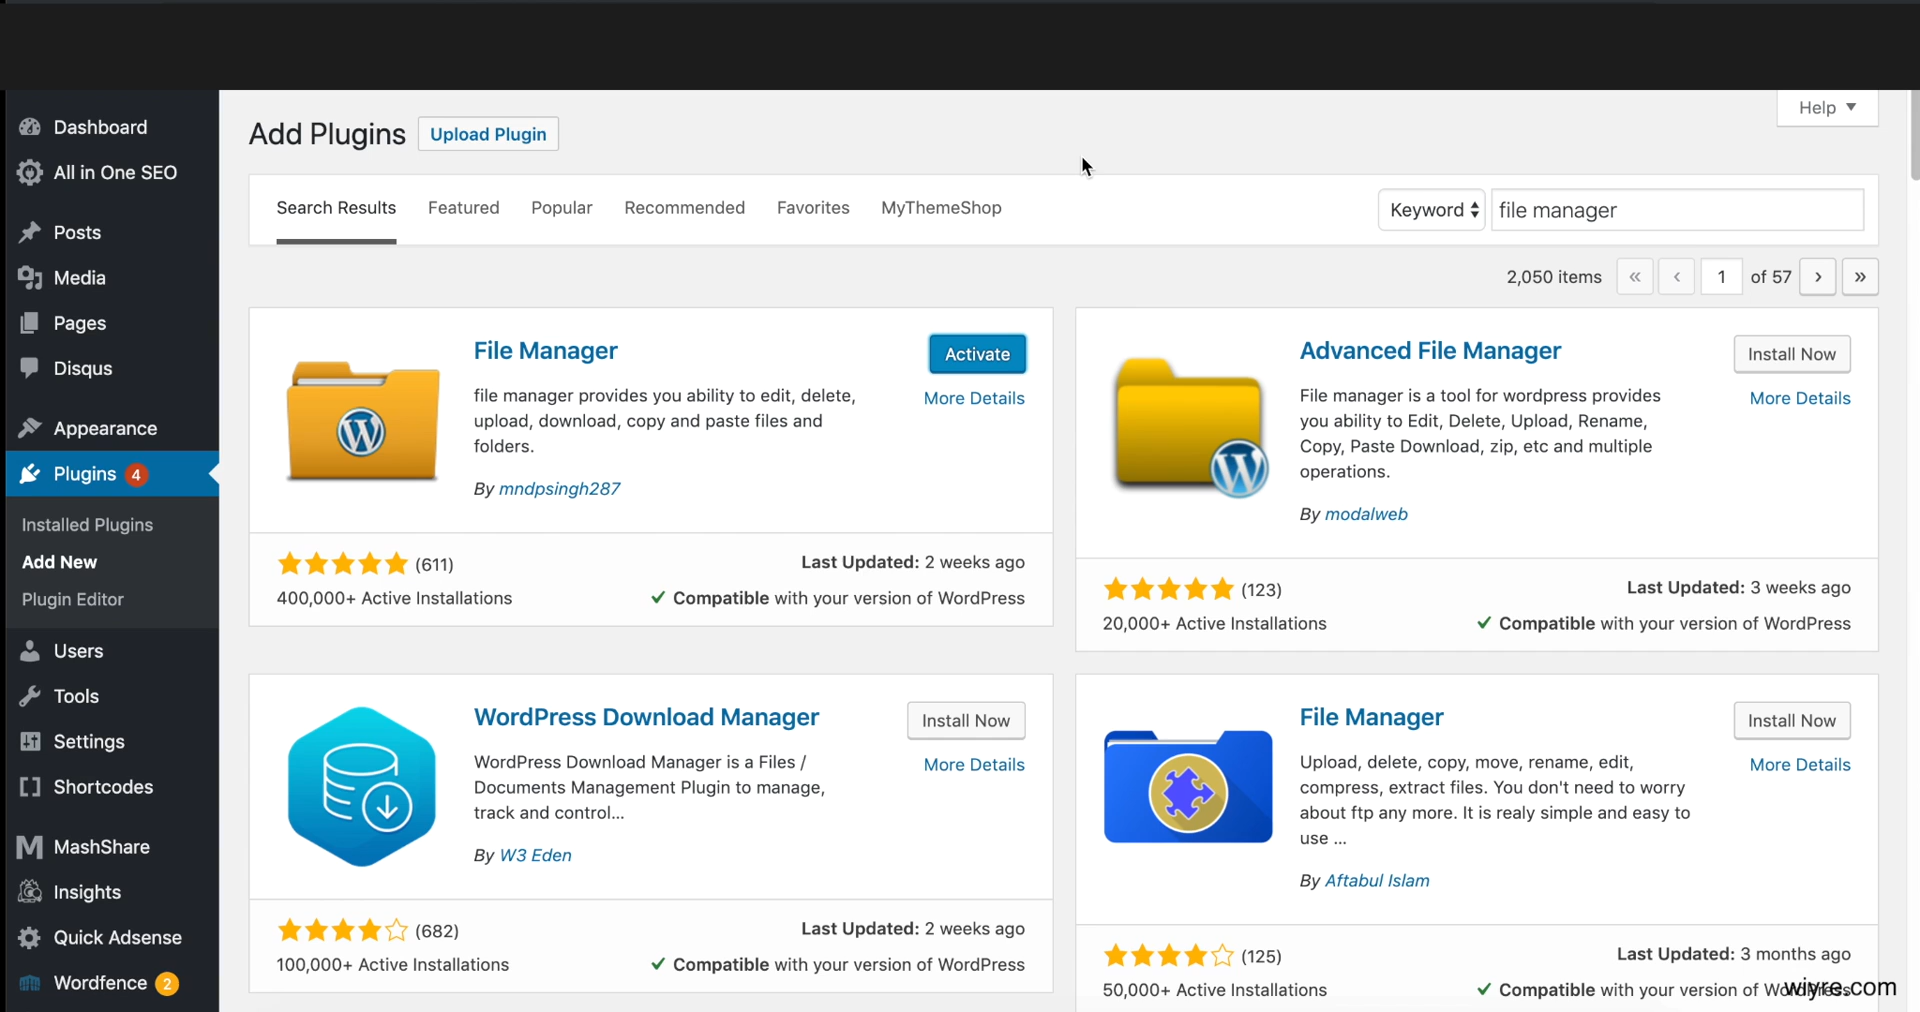 Help ▼
Dashboard
All in One SEO
Posts
Media
Pages
Disqus
Appearance
Plugins 4
Installed Plugins
Add New
Plugin Editor
Users
Tools
Settings
Shortcodes
MashShare
Insights
Quick Adsense
Wordfence 2
Add Plugins Upload Plugin
Search Results Featured Popular Recommended Favorites MyThemeShop Keyword file manager
2,050 items « ‹ 1 of 57 › »
File Manager
Activate
More Details
file manager provides you ability to edit, delete,
upload, download, copy and paste files and
folders.
By mndpsingh287
(611) Last Updated: 2 weeks ago
400,000+ Active Installations ✓ Compatible with your version of WordPress
Advanced File Manager
Install Now
More Details
File manager is a tool for wordpress provides
you ability to Edit, Delete, Upload, Rename,
Copy, Paste Download, zip, etc and multiple
operations.
By modalweb
(123) Last Updated: 3 weeks ago
20,000+ Active Installations ✓ Compatible with your version of WordPress
WordPress Download Manager
Install Now
More Details
WordPress Download Manager is a Files /
Documents Management Plugin to manage,
track and control...
By W3 Eden
(682) Last Updated: 2 weeks ago
100,000+ Active Installations ✓ Compatible with your version of WordPress
File Manager
Install Now
More Details
Upload, delete, copy, move, rename, edit,
compress, extract files. You don't need to worry
about ftp any more. It is realy simple and easy to
use ...
By Aftabul Islam
(125) Last Updated: 3 months ago
50,000+ Active Installations ✓ Compatible with your version of WordPress
wiyre.com